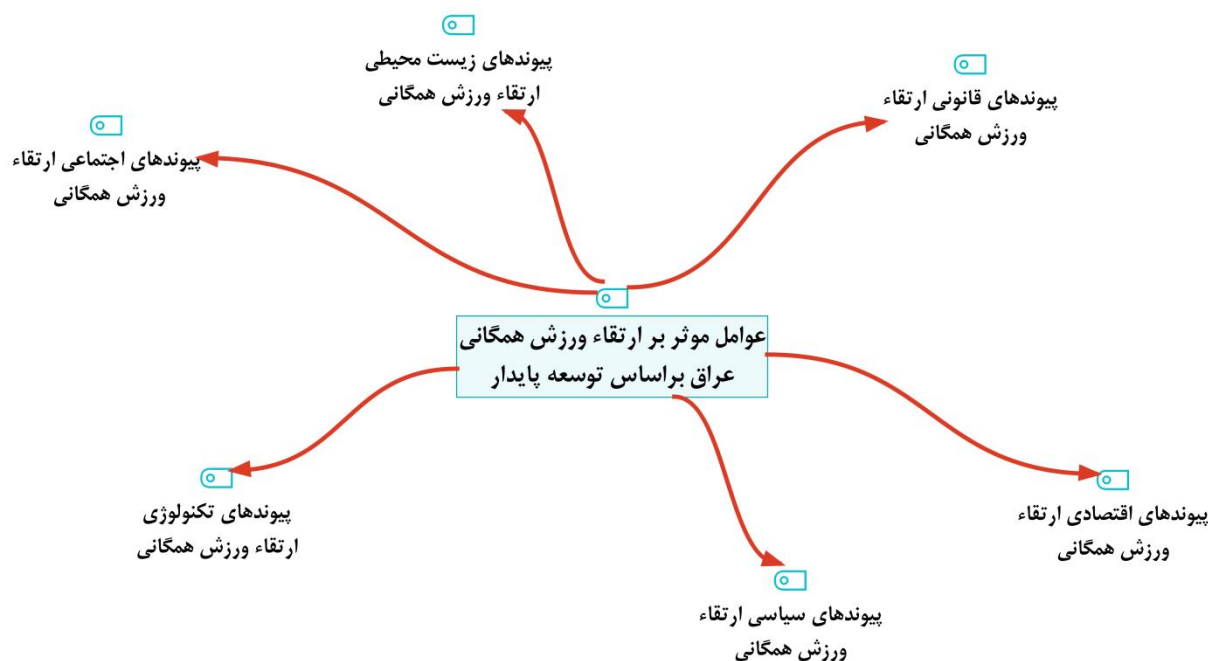 پیوندهای زیست محیطی
ارتقاء ورزش همگانی
پیوندهای قانونی ارتقاء
ورزش همگانی
پیوندهای اجتماعی ارتقاء
ورزش همگانی
عوامل موثر بر ارتقاء ورزش همگانی
عراق براساس توسعه پایدار
پیوندهای اقتصادی ارتقاء
ورزش همگانی
پیوندهای تکنولوژی
ارتقاء ورزش همگانی
پیوندهای سیاسی ارتقاء
ورزش همگانی